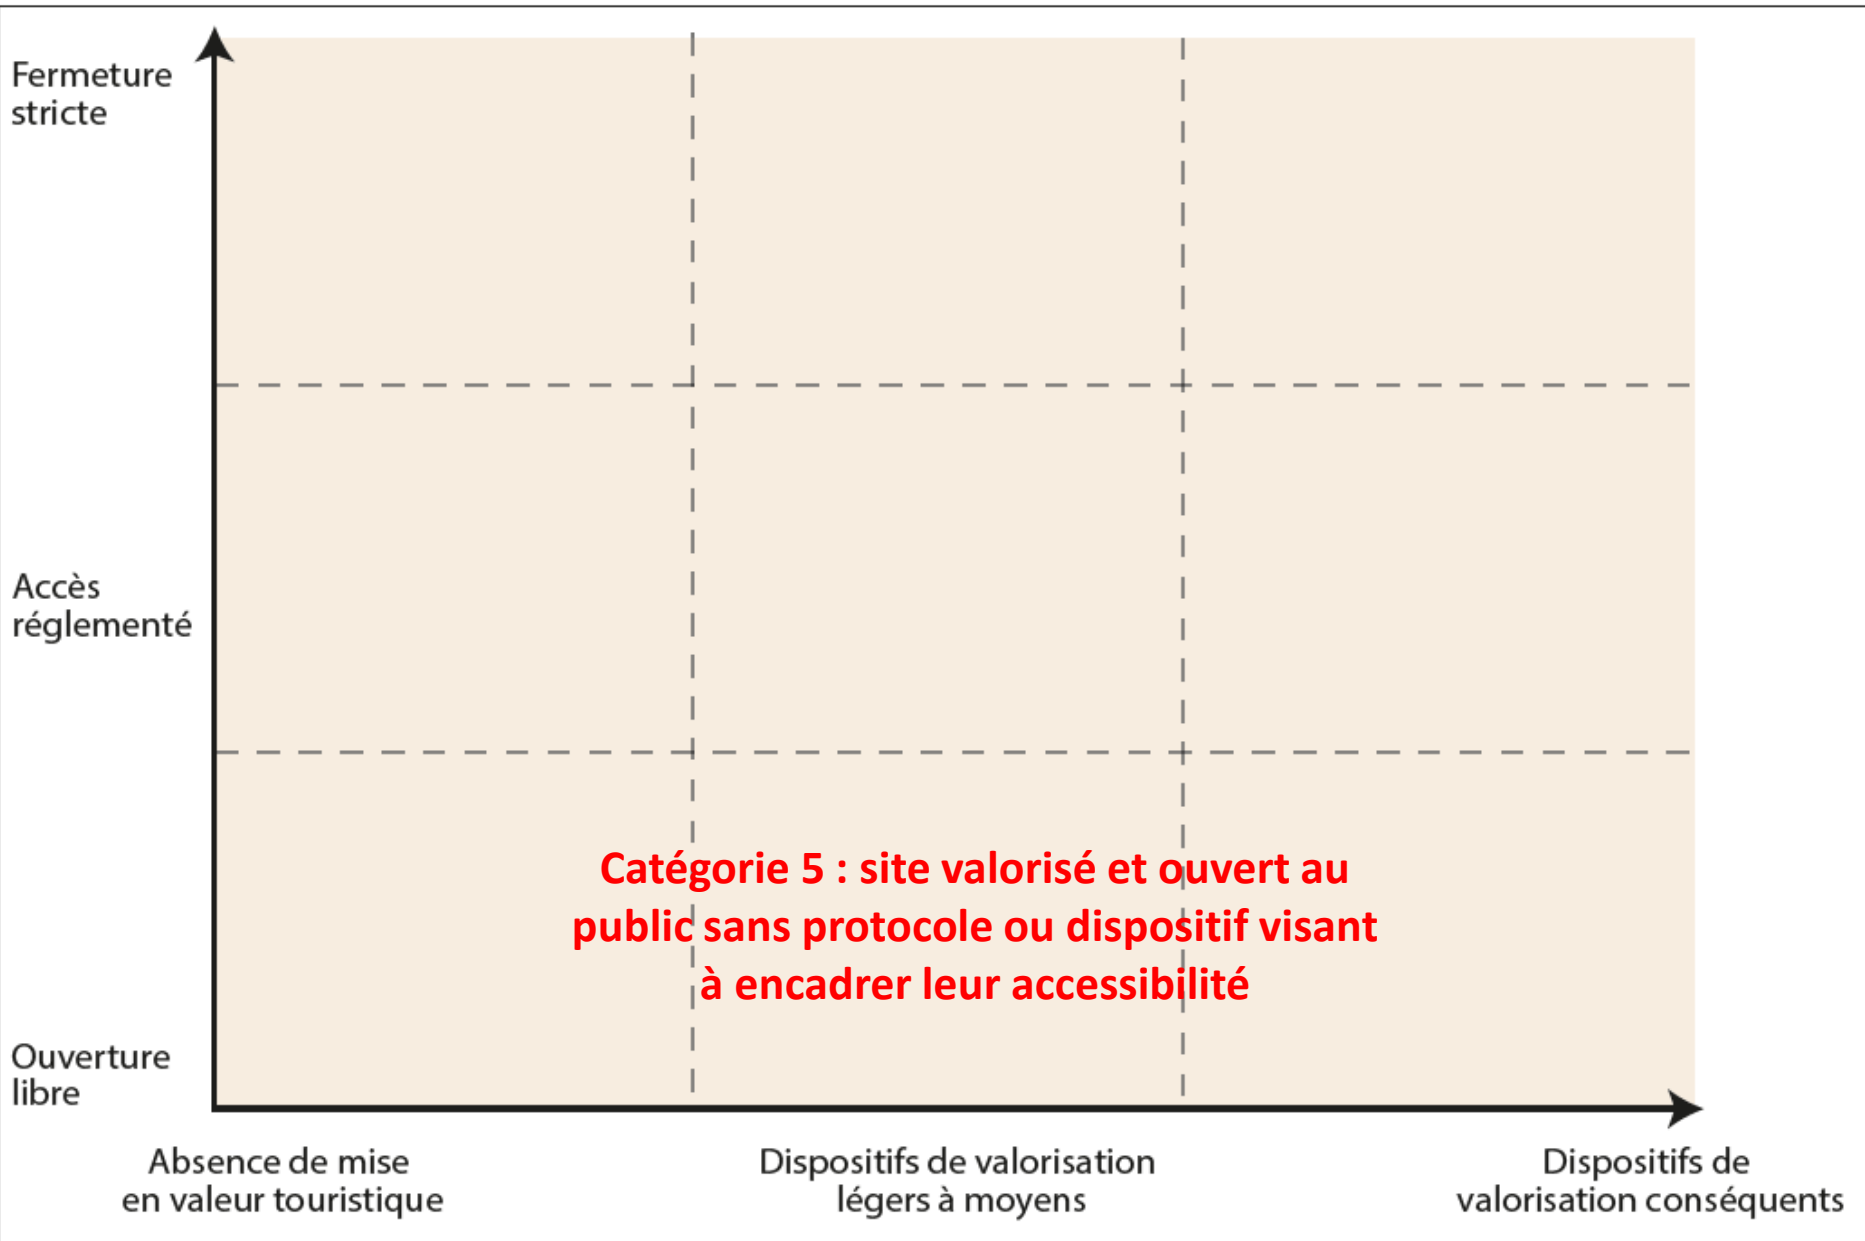 Fermeture
stricte
Accès
réglementé
Catégorie 5 : site valorisé et ouvert au
public sans protocole ou dispositif visant
à encadrer leur accessibilité
Ouverture
libre
Absence de mise
en valeur touristique
Dispositifs de valorisation
légers à moyens
Dispositifs de
valorisation conséquents